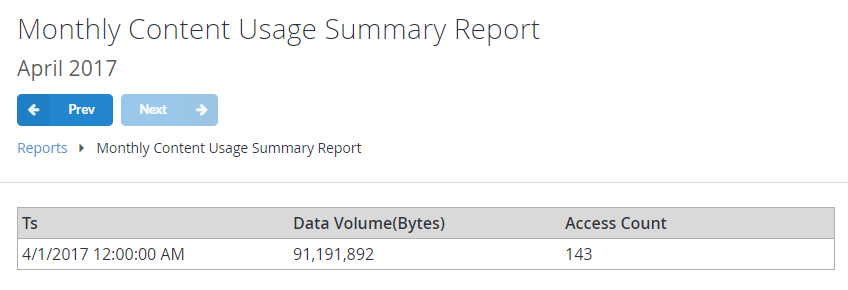 Monthly Content Usage Summary Report
April 2017
Prev Next
Reports Monthly Content Usage Summary Report
Ts Data Volume(Bytes) Access Count
4/1/2017 12:00:00 AM 91,191,892 143